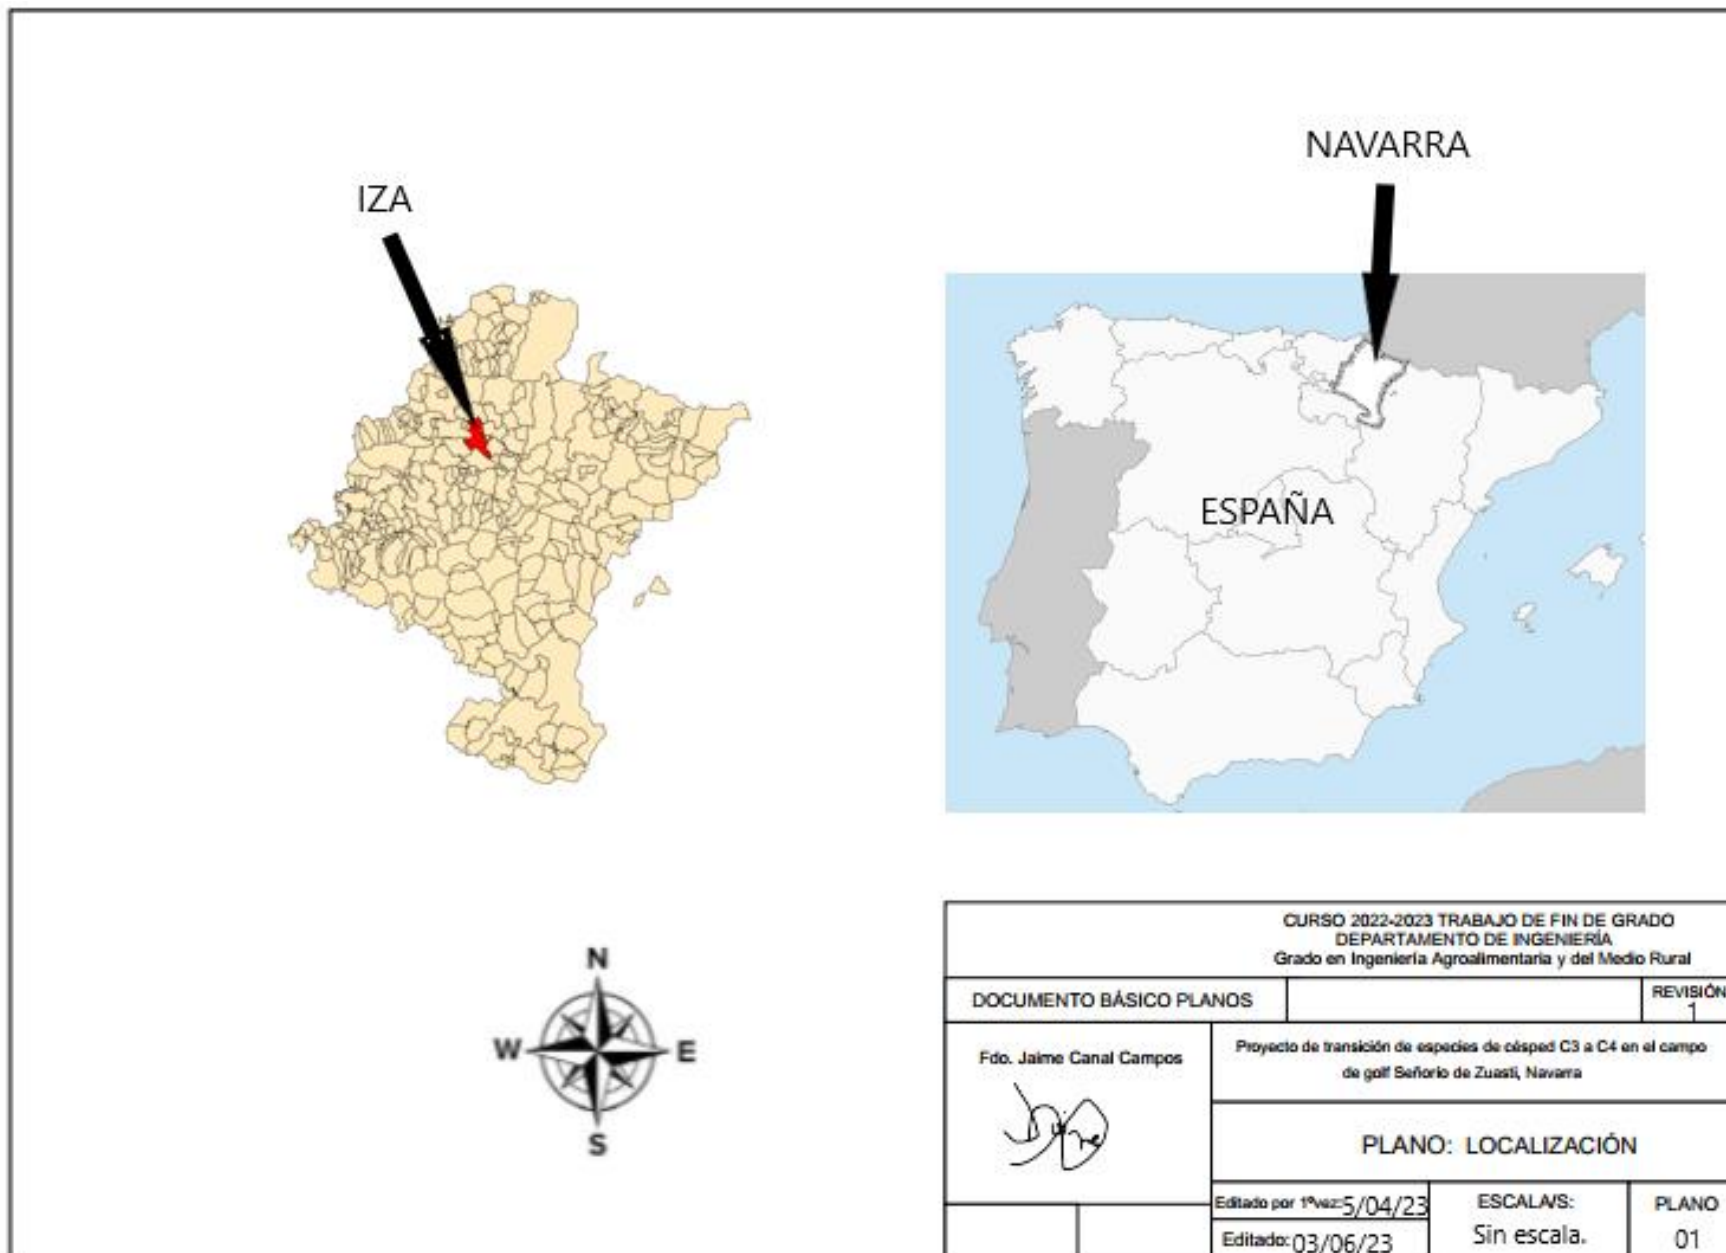 NAVARRA
IZA
ESPAÑA
N
W
E
S
CURSO 2022-2023 TRABAJO DE FIN DE GRADO
DEPARTAMENTO DE INGENIERÍA
Grado en Ingeniería Agroalimentaria y del Medio Rural
DOCUMENTO BÁSICO PLANOS
REVISIÓN
1
Fdo. Jaime Canal Campos
Proyecto de transición de especies de césped C3 a C4 en el campo
de golf Señorío de Zuasti, Navarra
PLANO: LOCALIZACIÓN
Editado por 1ªvez:5/04/23
Editado:03/06/23
ESCALA/S:
Sin escala.
PLANO
01